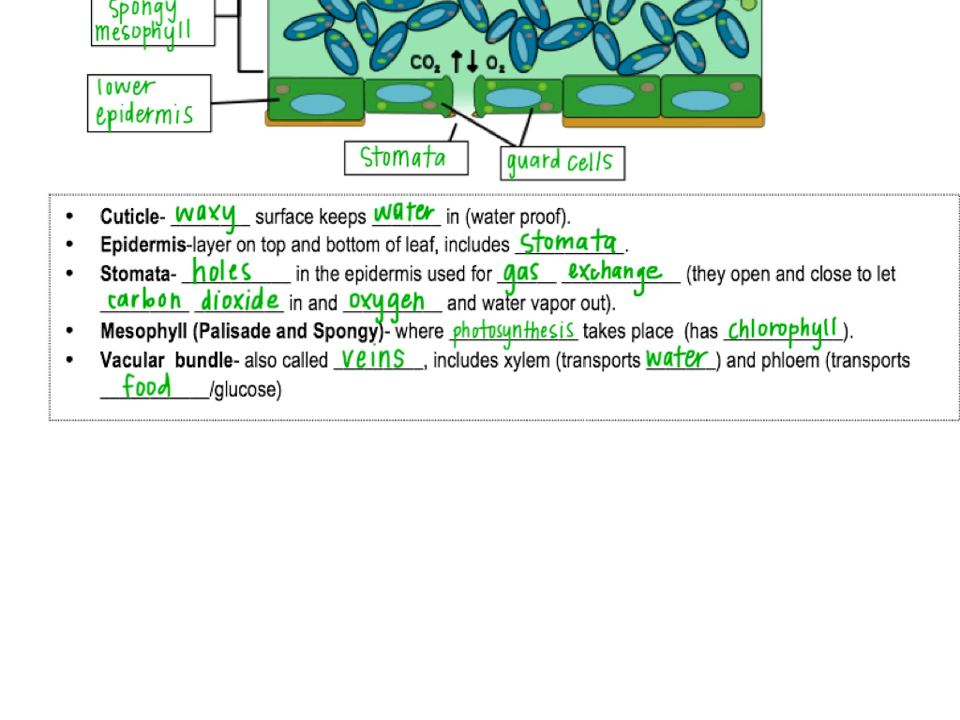 spongy
mesophyll
CO₂ ↑↓ O₂
lower
epidermis
Stomata
guard cells
• Cuticle- waxy surface keeps water in (water proof).
• Epidermis-layer on top and bottom of leaf, includes stomata.
• Stomata- holes in the epidermis used for gas exchange (they open and close to let
carbon dioxide in and oxygen and water vapor out).
• Mesophyll (Palisade and Spongy)- where photosynthesis takes place (has chlorophyll).
• Vacular bundle- also called veins, includes xylem (transports water) and phloem (transports
food/glucose)